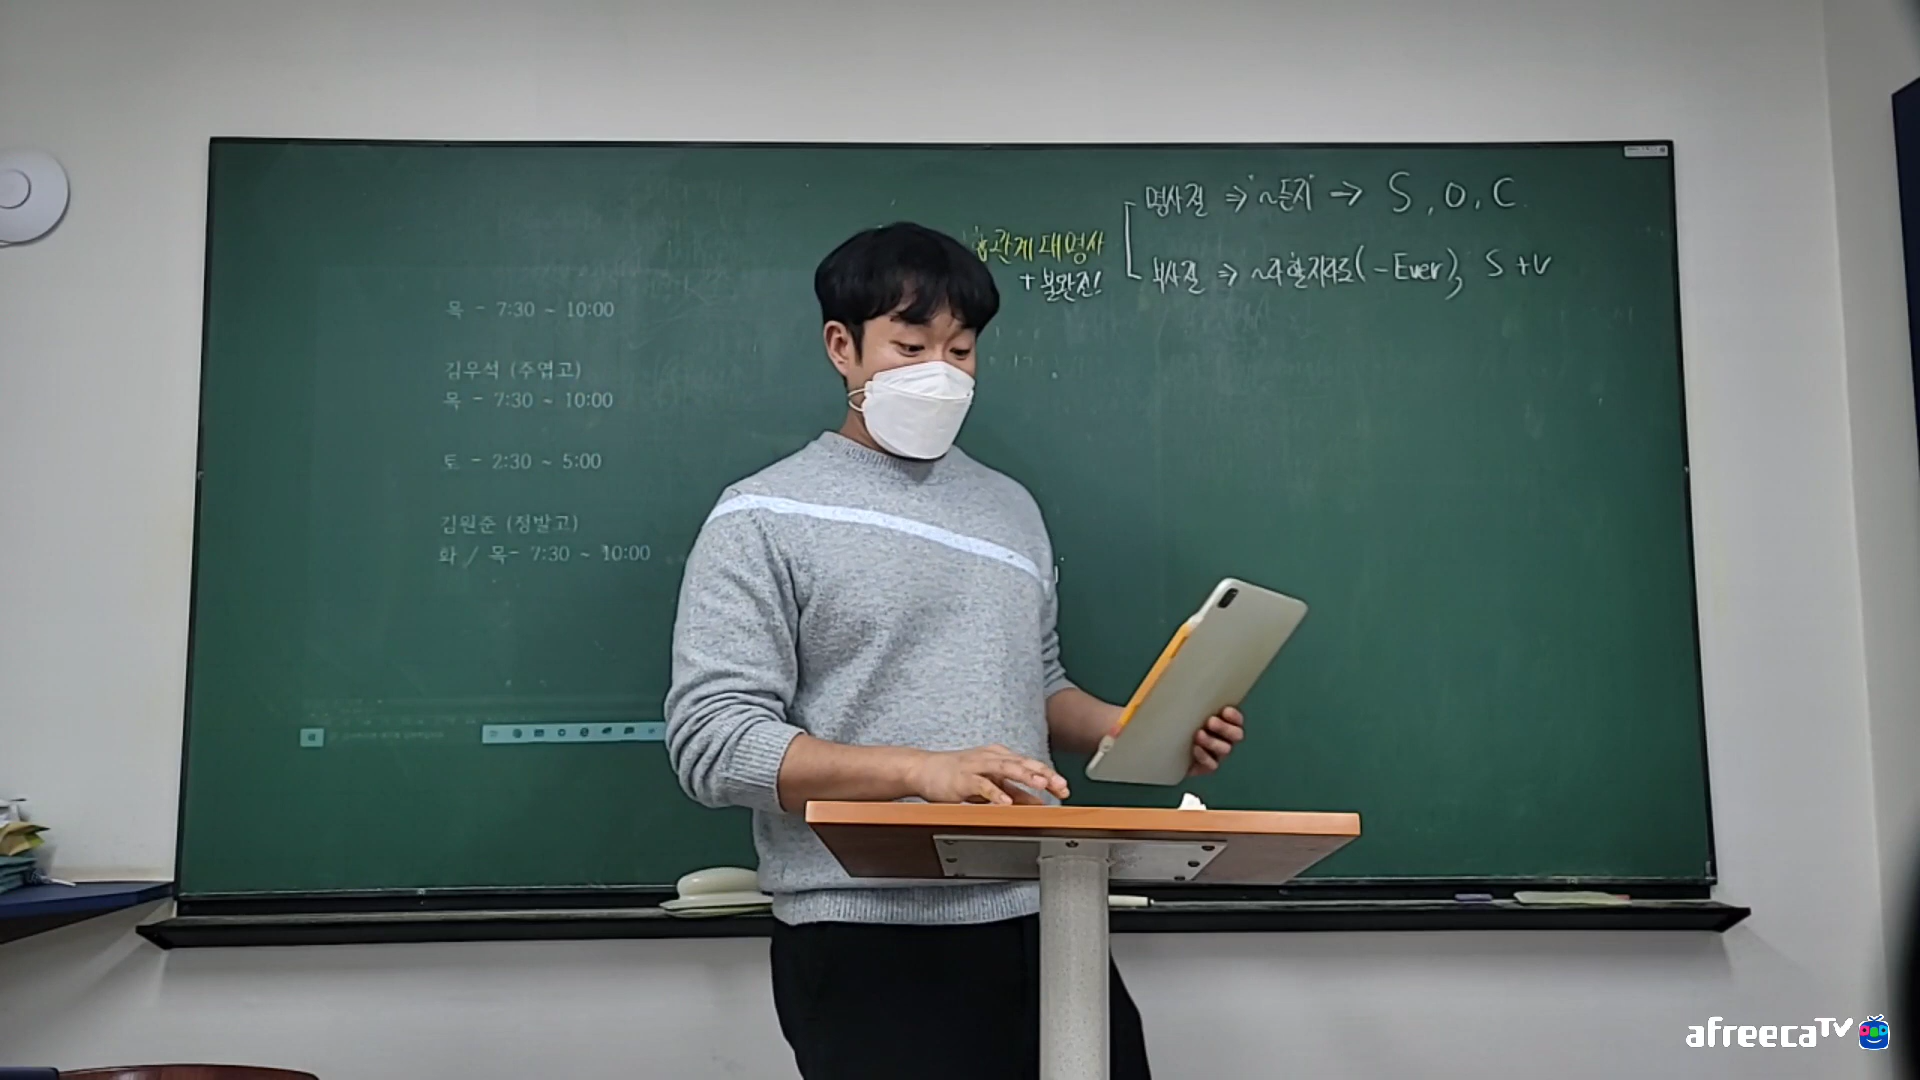 목 - 7:30 ~ 10:00
김우석 (주엽고)
목 - 7:30 ~ 10:00
토 - 2:30 ~ 5:00
김원준 (정발고)
화 / 목- 7:30 ~ 10:00
관계대명사
+ 불완전!
명사절 ⇒ '~든지' → S, O, C
부사절 ⇒ ~라 할지라도(-Ever), S+V
afreecaTV